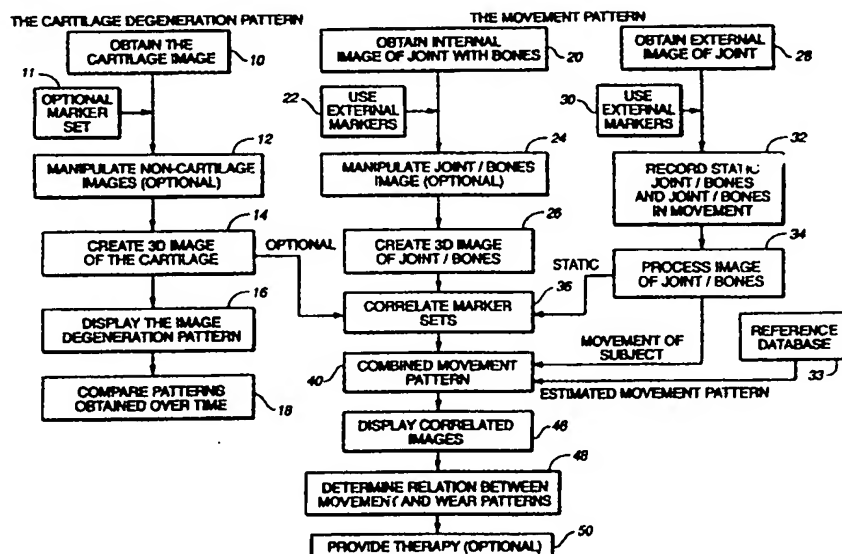 THE CARTILAGE DEGENERATION PATTERN
THE MOVEMENT PATTERN
OBTAIN THE
CARTILAGE IMAGE
10
11
OPTIONAL
MARKER
SET
12
MANIPULATE NON-CARTILAGE
IMAGES (OPTIONAL)
14
CREATE 3D IMAGE
OF THE CARTILAGE
OPTIONAL
16
DISPLAY THE IMAGE
DEGENERATION PATTERN
COMPARE PATTERNS
OBTAINED OVER TIME
18
OBTAIN INTERNAL
IMAGE OF JOINT WITH BONES
20
22
USE
EXTERNAL
MARKERS
24
MANIPULATE JOINT / BONES
IMAGE (OPTIONAL)
26
CREATE 3D IMAGE
OF JOINT / BONES
CORRELATE MARKER
SETS
36
STATIC
OBTAIN EXTERNAL
IMAGE OF JOINT
28
30
USE
EXTERNAL
MARKERS
32
RECORD STATIC
JOINT / BONES
AND JOINT / BONES
IN MOVEMENT
34
PROCESS IMAGE
OF JOINT / BONES
MOVEMENT OF
SUBJECT
REFERENCE
DATABASE
33
ESTIMATED MOVEMENT PATTERN
40
COMBINED MOVEMENT
PATTERN
DISPLAY CORRELATED
IMAGES
46
48
DETERMINE RELATION BETWEEN
MOVEMENT AND WEAR PATTERNS
50
PROVIDE THERAPY (OPTIONAL)